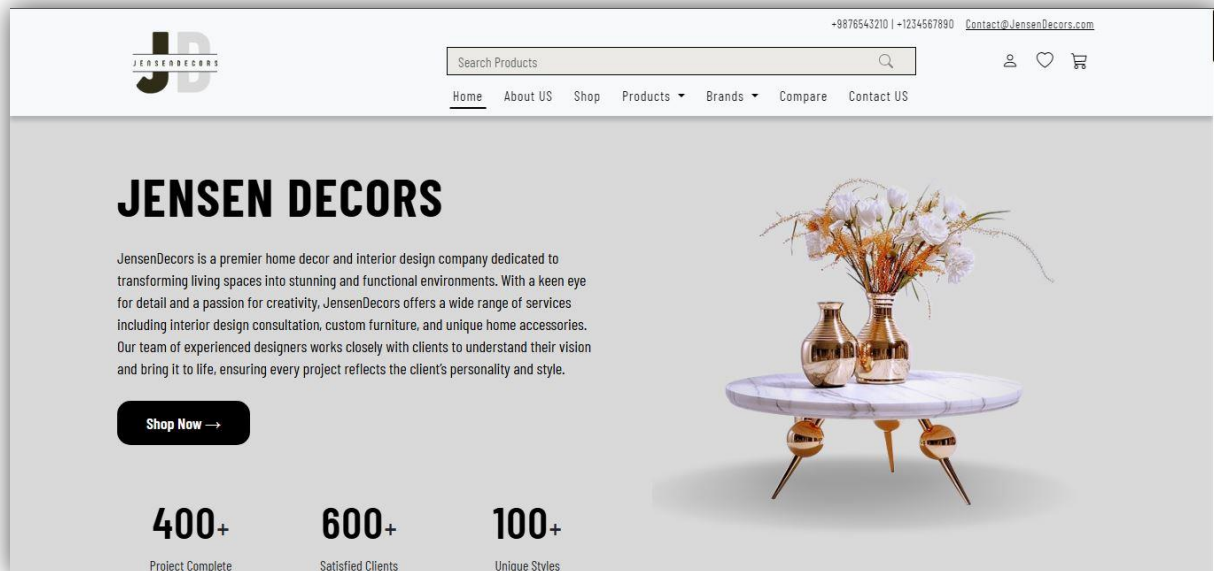 +9876543210 | +1234567890 Contact@JensenDecors.com
JD
JENSENDECORS
Search Products
Home About US Shop Products Brands Compare Contact US
JENSEN DECORS
JensenDecors is a premier home decor and interior design company dedicated to
transforming living spaces into stunning and functional environments. With a keen eye
for detail and a passion for creativity, JensenDecors offers a wide range of services
including interior design consultation, custom furniture, and unique home accessories.
Our team of experienced designers works closely with clients to understand their vision
and bring it to life, ensuring every project reflects the client's personality and style.
Shop Now →
400+ 600+ 100+
Project Complete Satisfied Clients Unique Styles